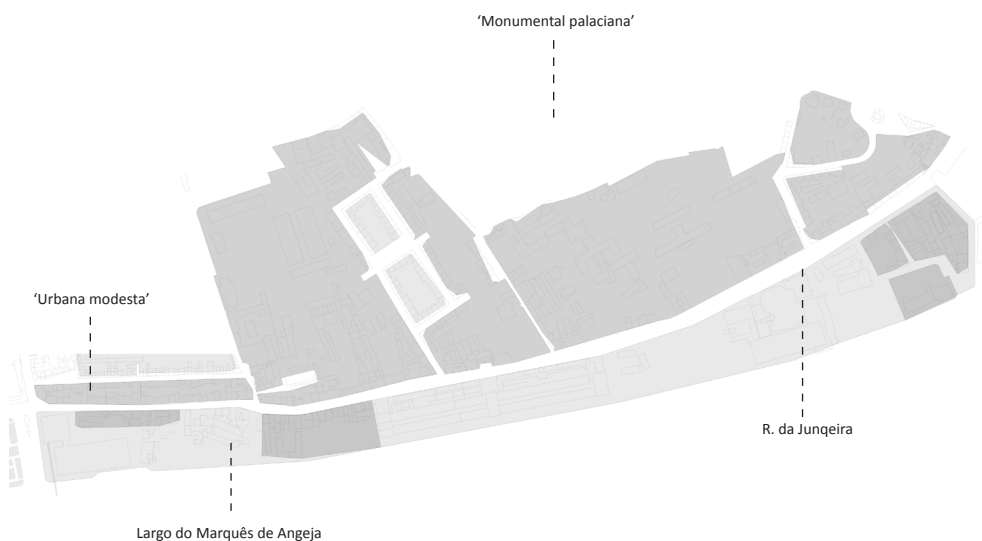 ‘Monumental palaciana’
‘Urbana modesta’
R. da Junqeira
Largo do Marquês de Angeja